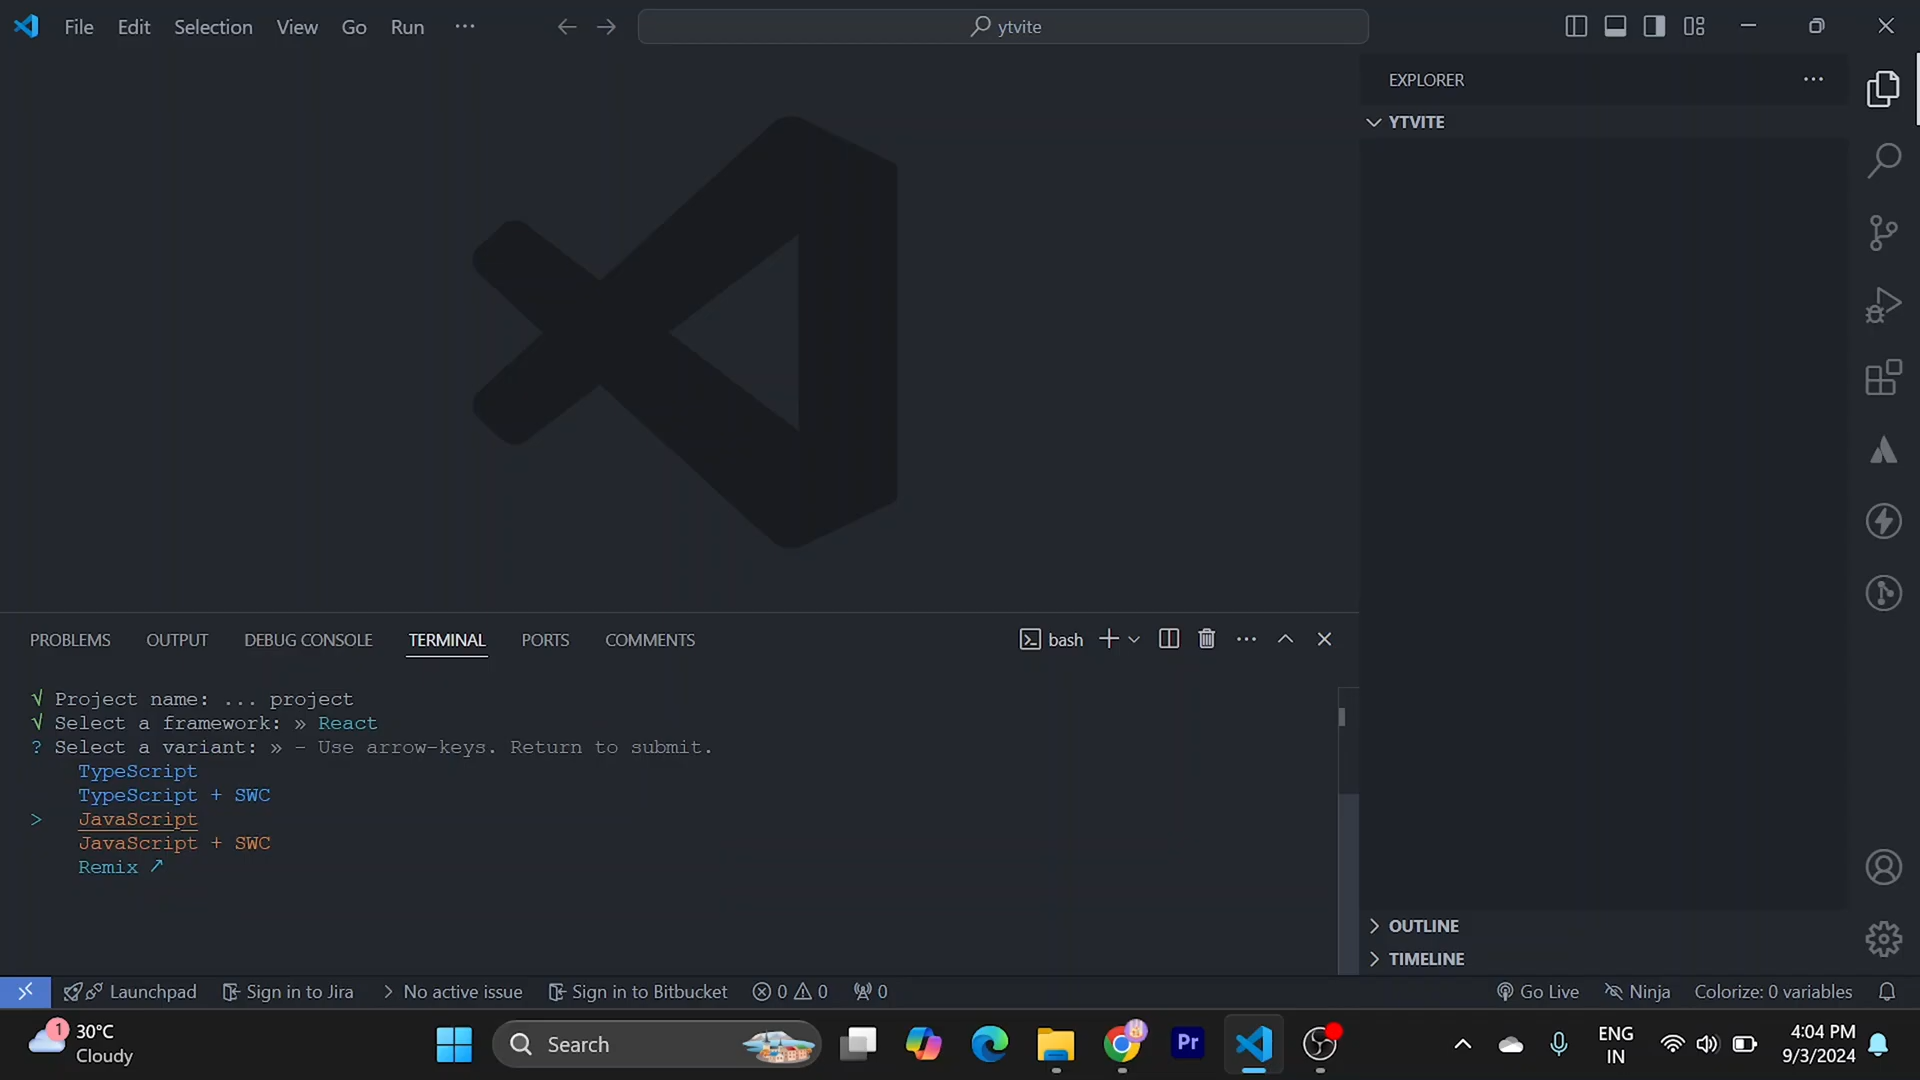 File Edit Selection View Go Run ...
ytvite
EXPLORER ...
YTVITE
PROBLEMS OUTPUT DEBUG CONSOLE TERMINAL PORTS COMMENTS
bash
√ Project name: ... project
√ Select a framework: » React
? Select a variant: » - Use arrow-keys. Return to submit.
TypeScript
TypeScript + SWC
> JavaScript
JavaScript + SWC
Remix ↗
OUTLINE
TIMELINE
Launchpad Sign in to Jira No active issue Sign in to Bitbucket 0 0 0 Go Live Ninja Colorize: 0 variables
1 30°C
Cloudy
Search
Pr
ENG
IN
4:04 PM
9/3/2024